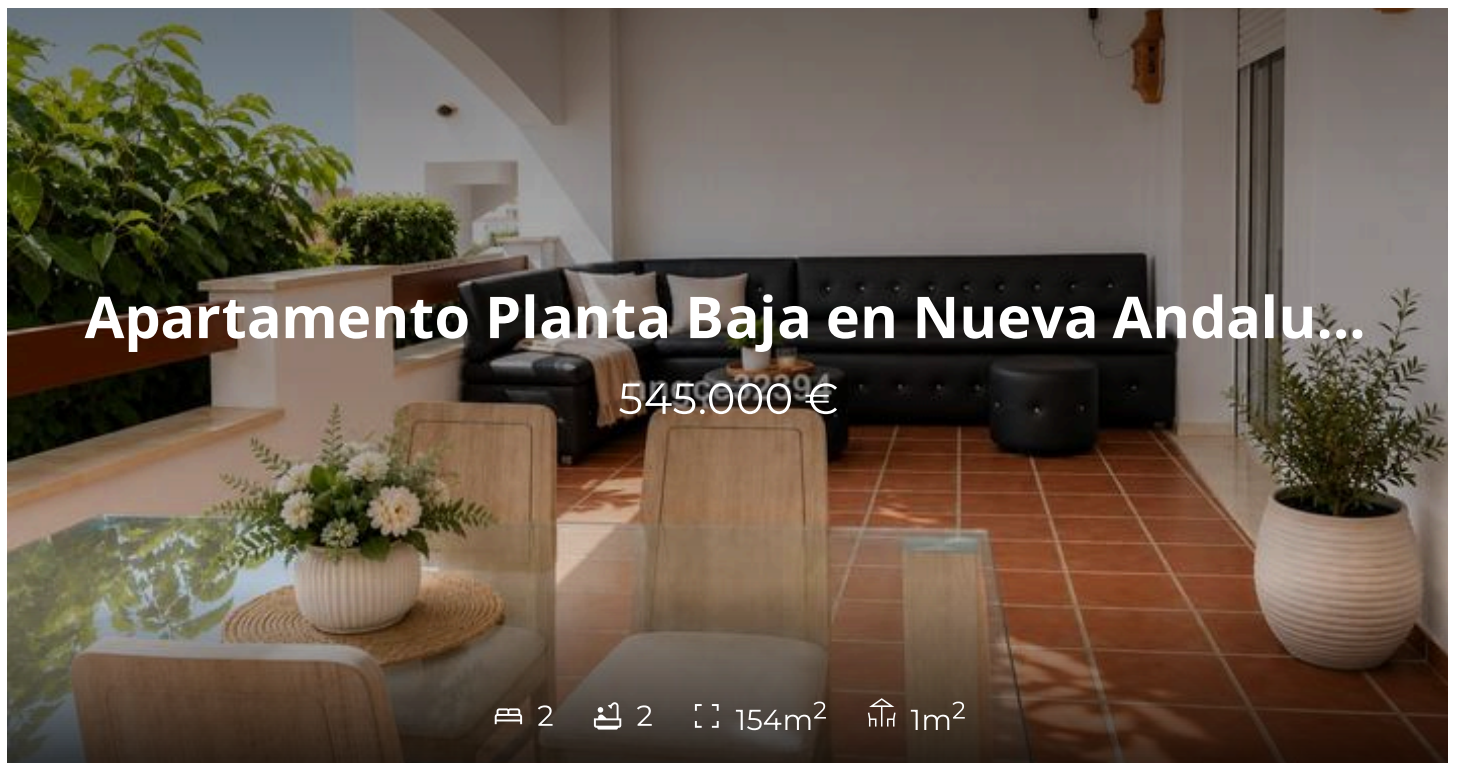 Apartamento Planta Baja en Nueva Andalu...
545.000 €
2 2 154m² 1m²